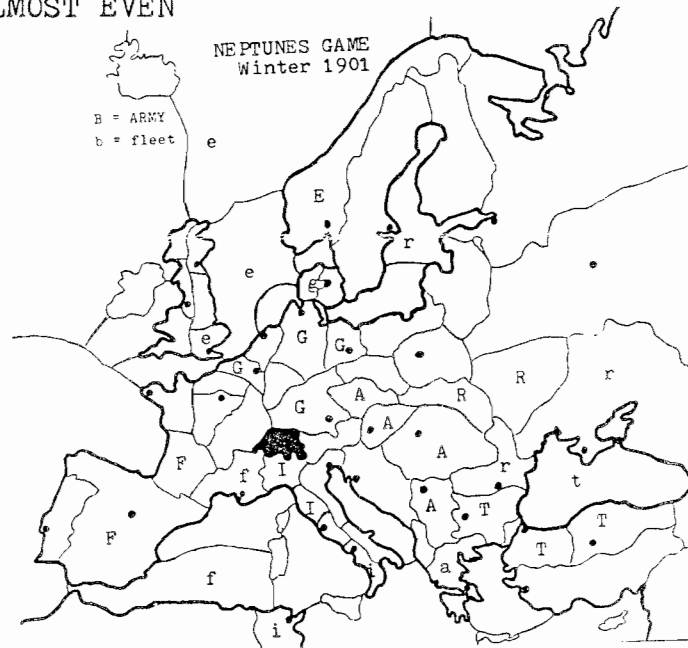 LMOST EVEN
NEPTUNES GAME
Winter 1901
B = ARMY
b = fleet
e
E
r
e
g
e G G
G R r
A R
G A
A
F f I r
t
I A T T
F T
f i a
i